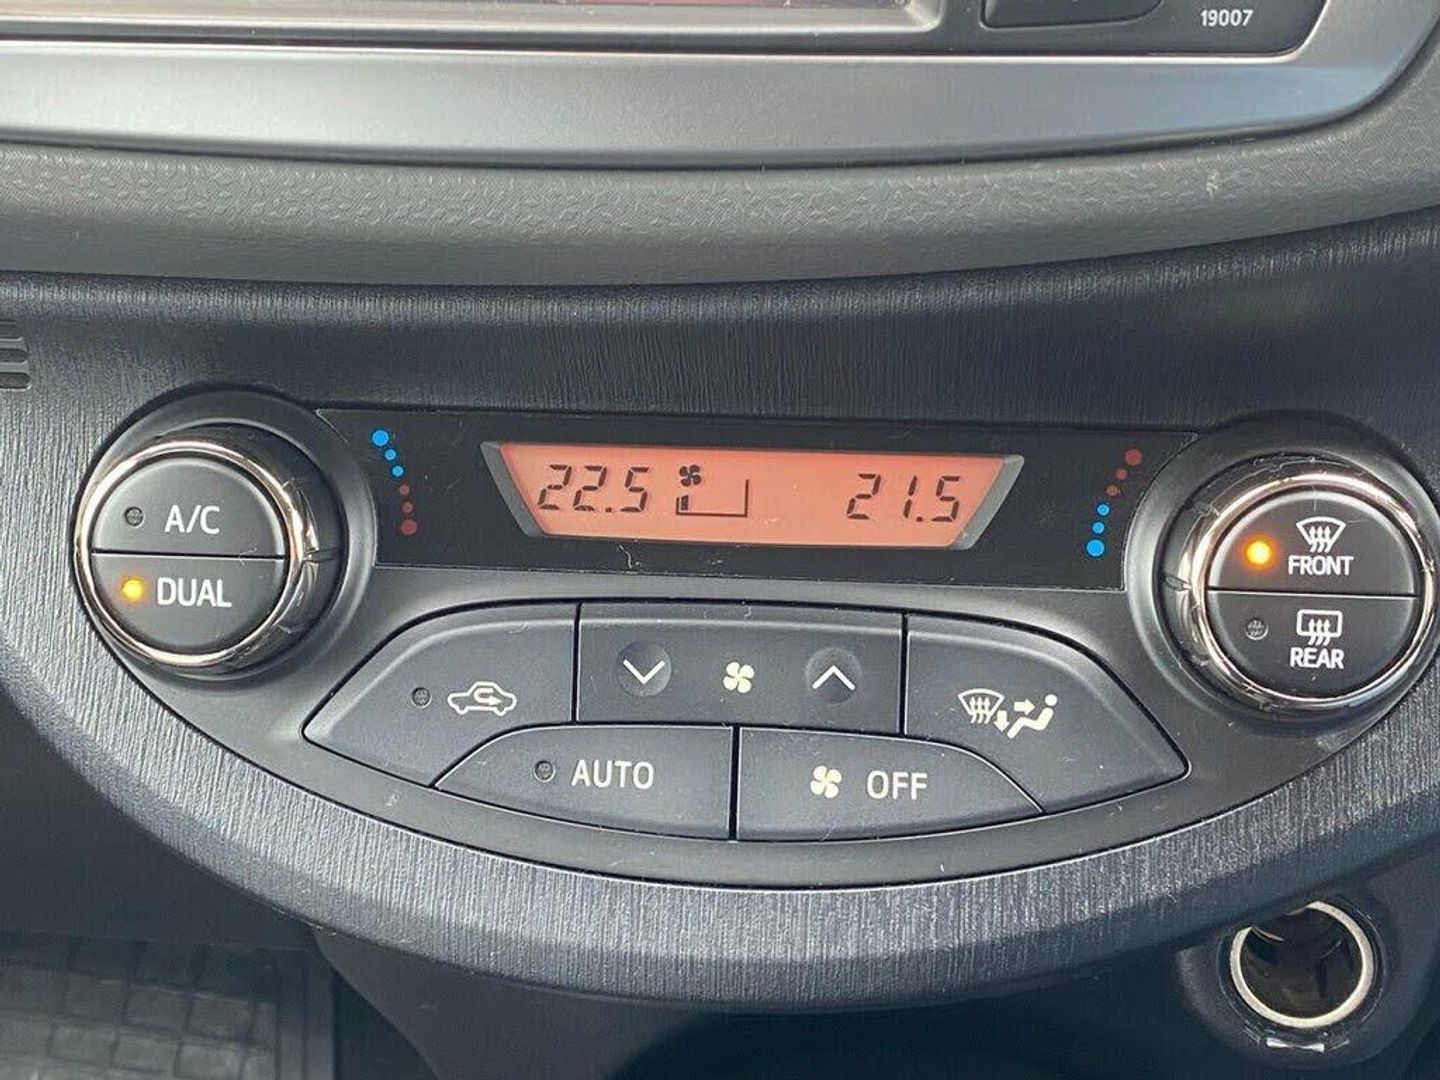 19007
22.5 21.5
A/C
DUAL
FRONT
REAR
AUTO
OFF